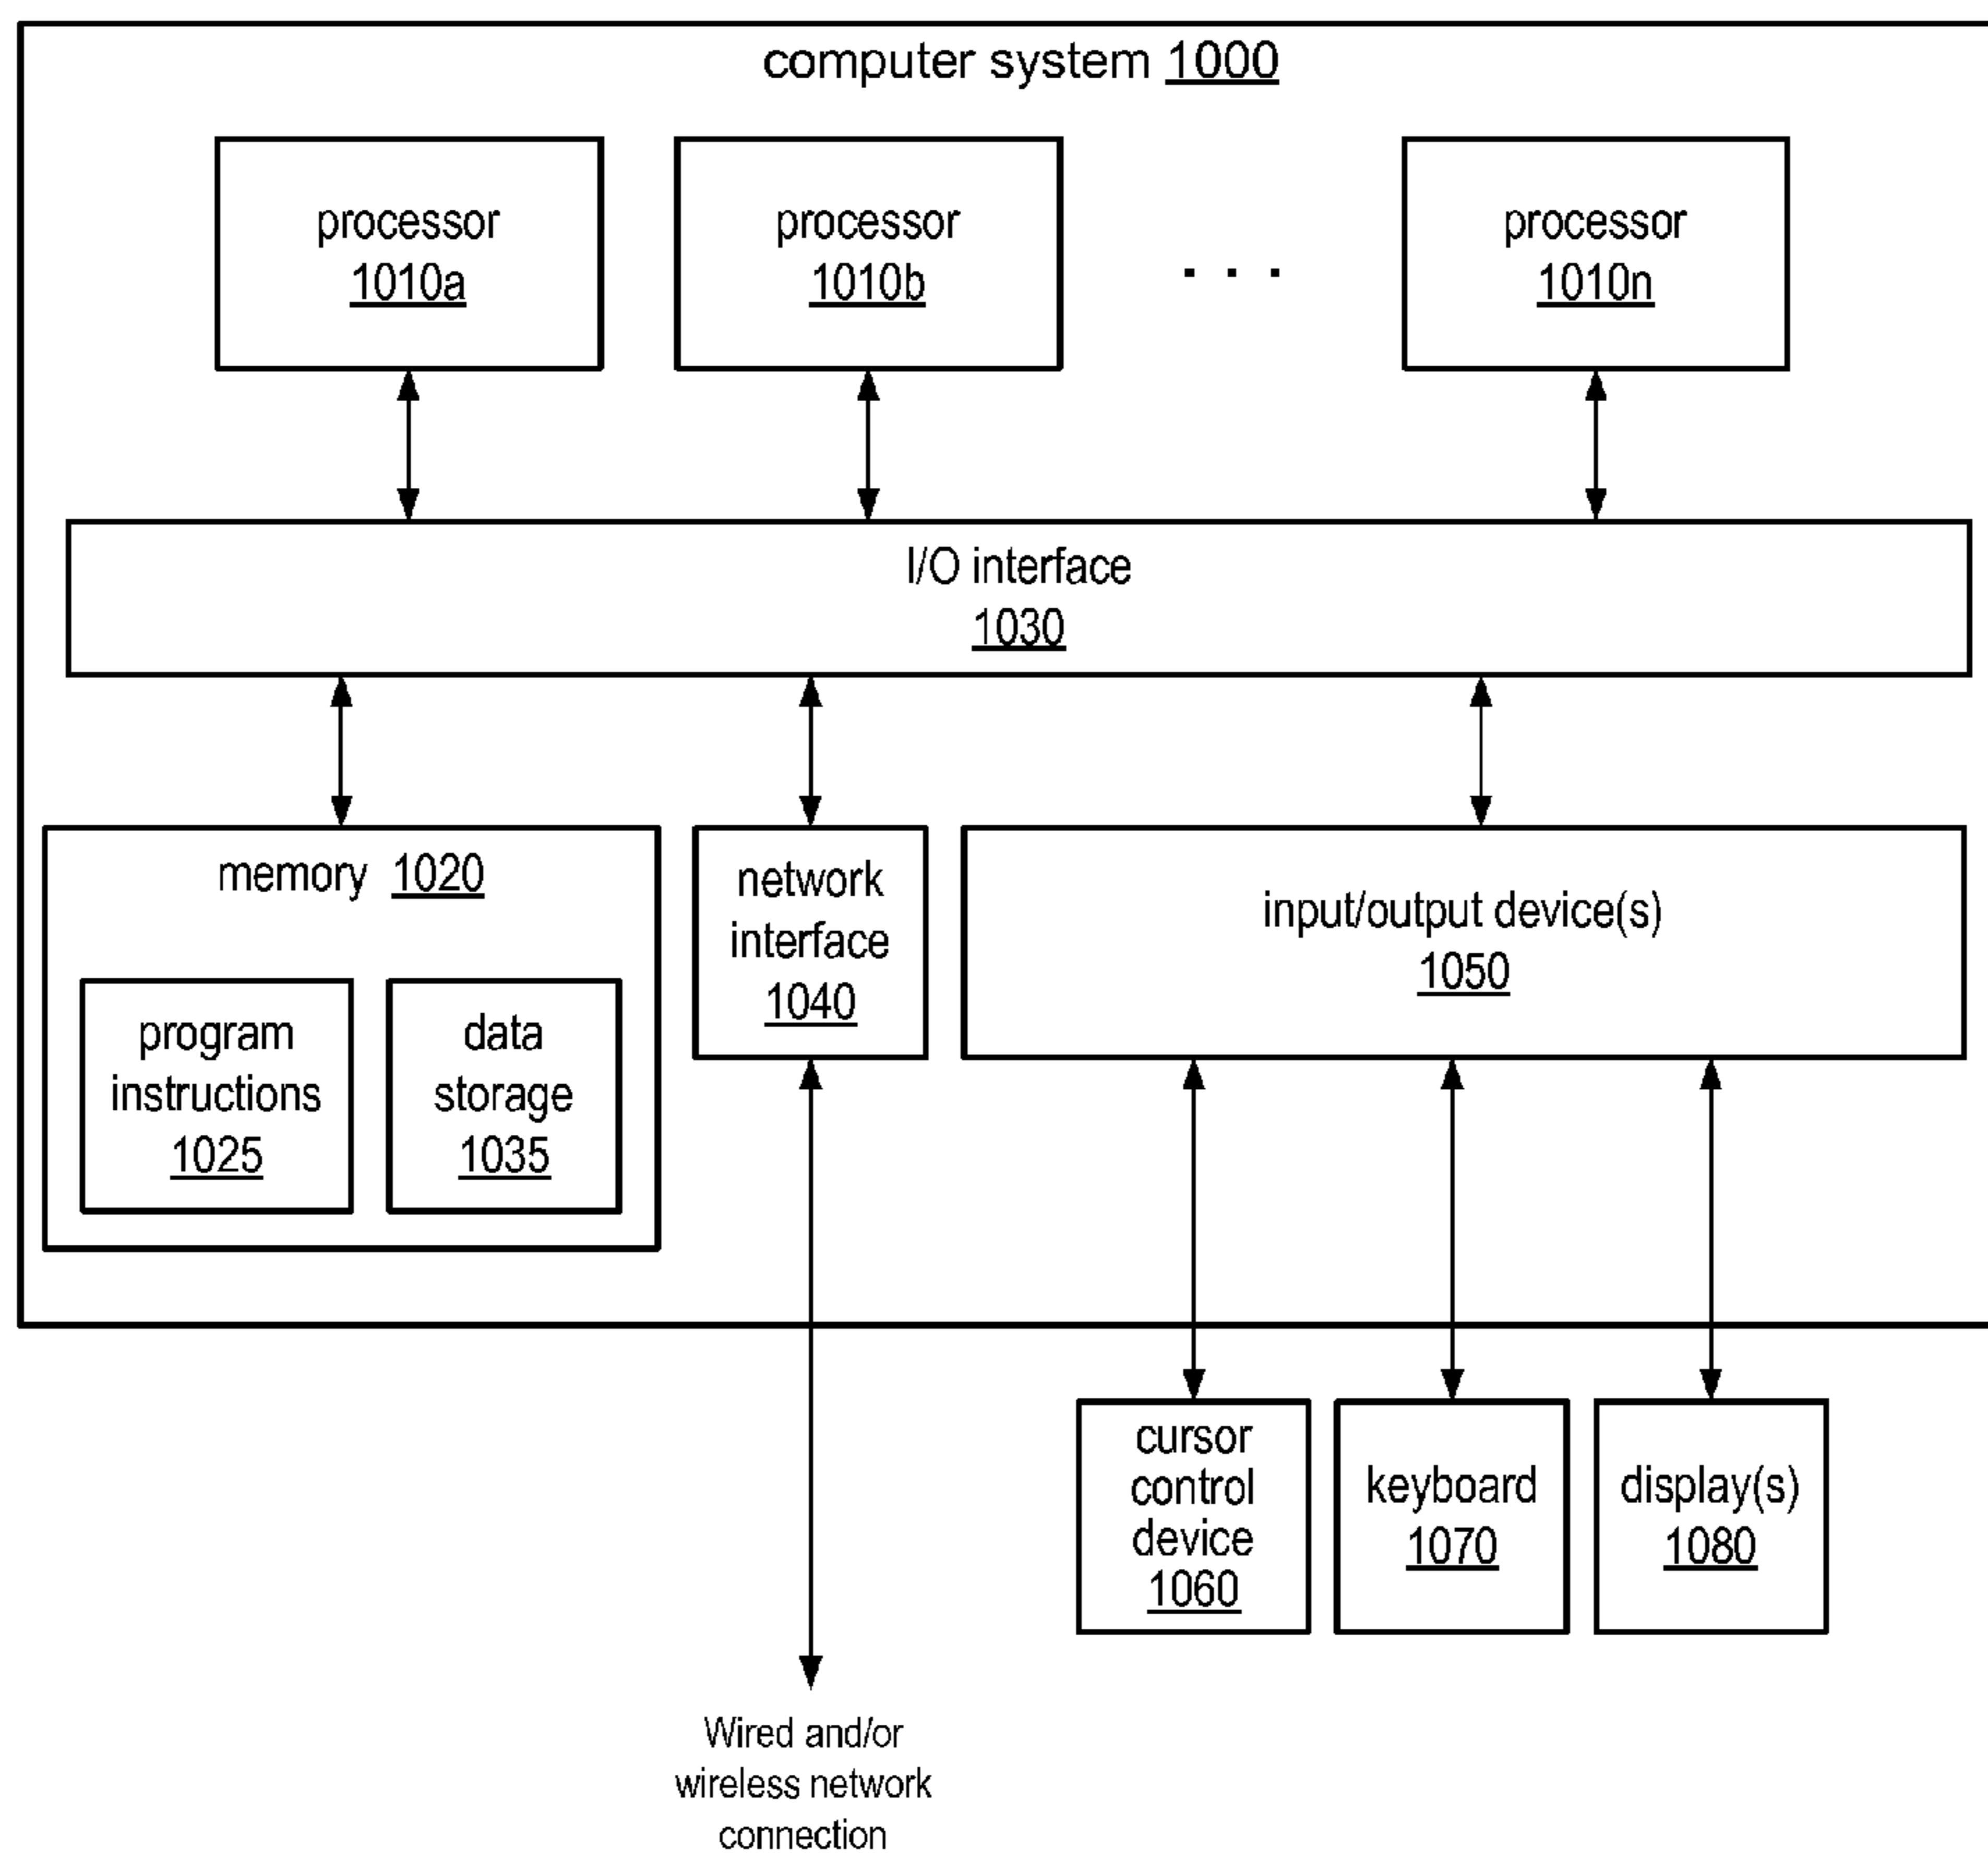 computer system 1000
processor
1010a
processor
1010b
. . .
processor
1010n
I/O interface
1030
memory 1020
program
instructions
1025
data
storage
1035
network
interface
1040
input/output device(s)
1050
cursor
control
device
1060
keyboard
1070
display(s)
1080
Wired and/or
wireless network
connection